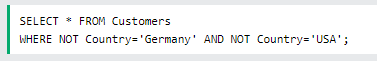 SELECT * FROM Customers
WHERE NOT Country='Germany' AND NOT Country='USA';